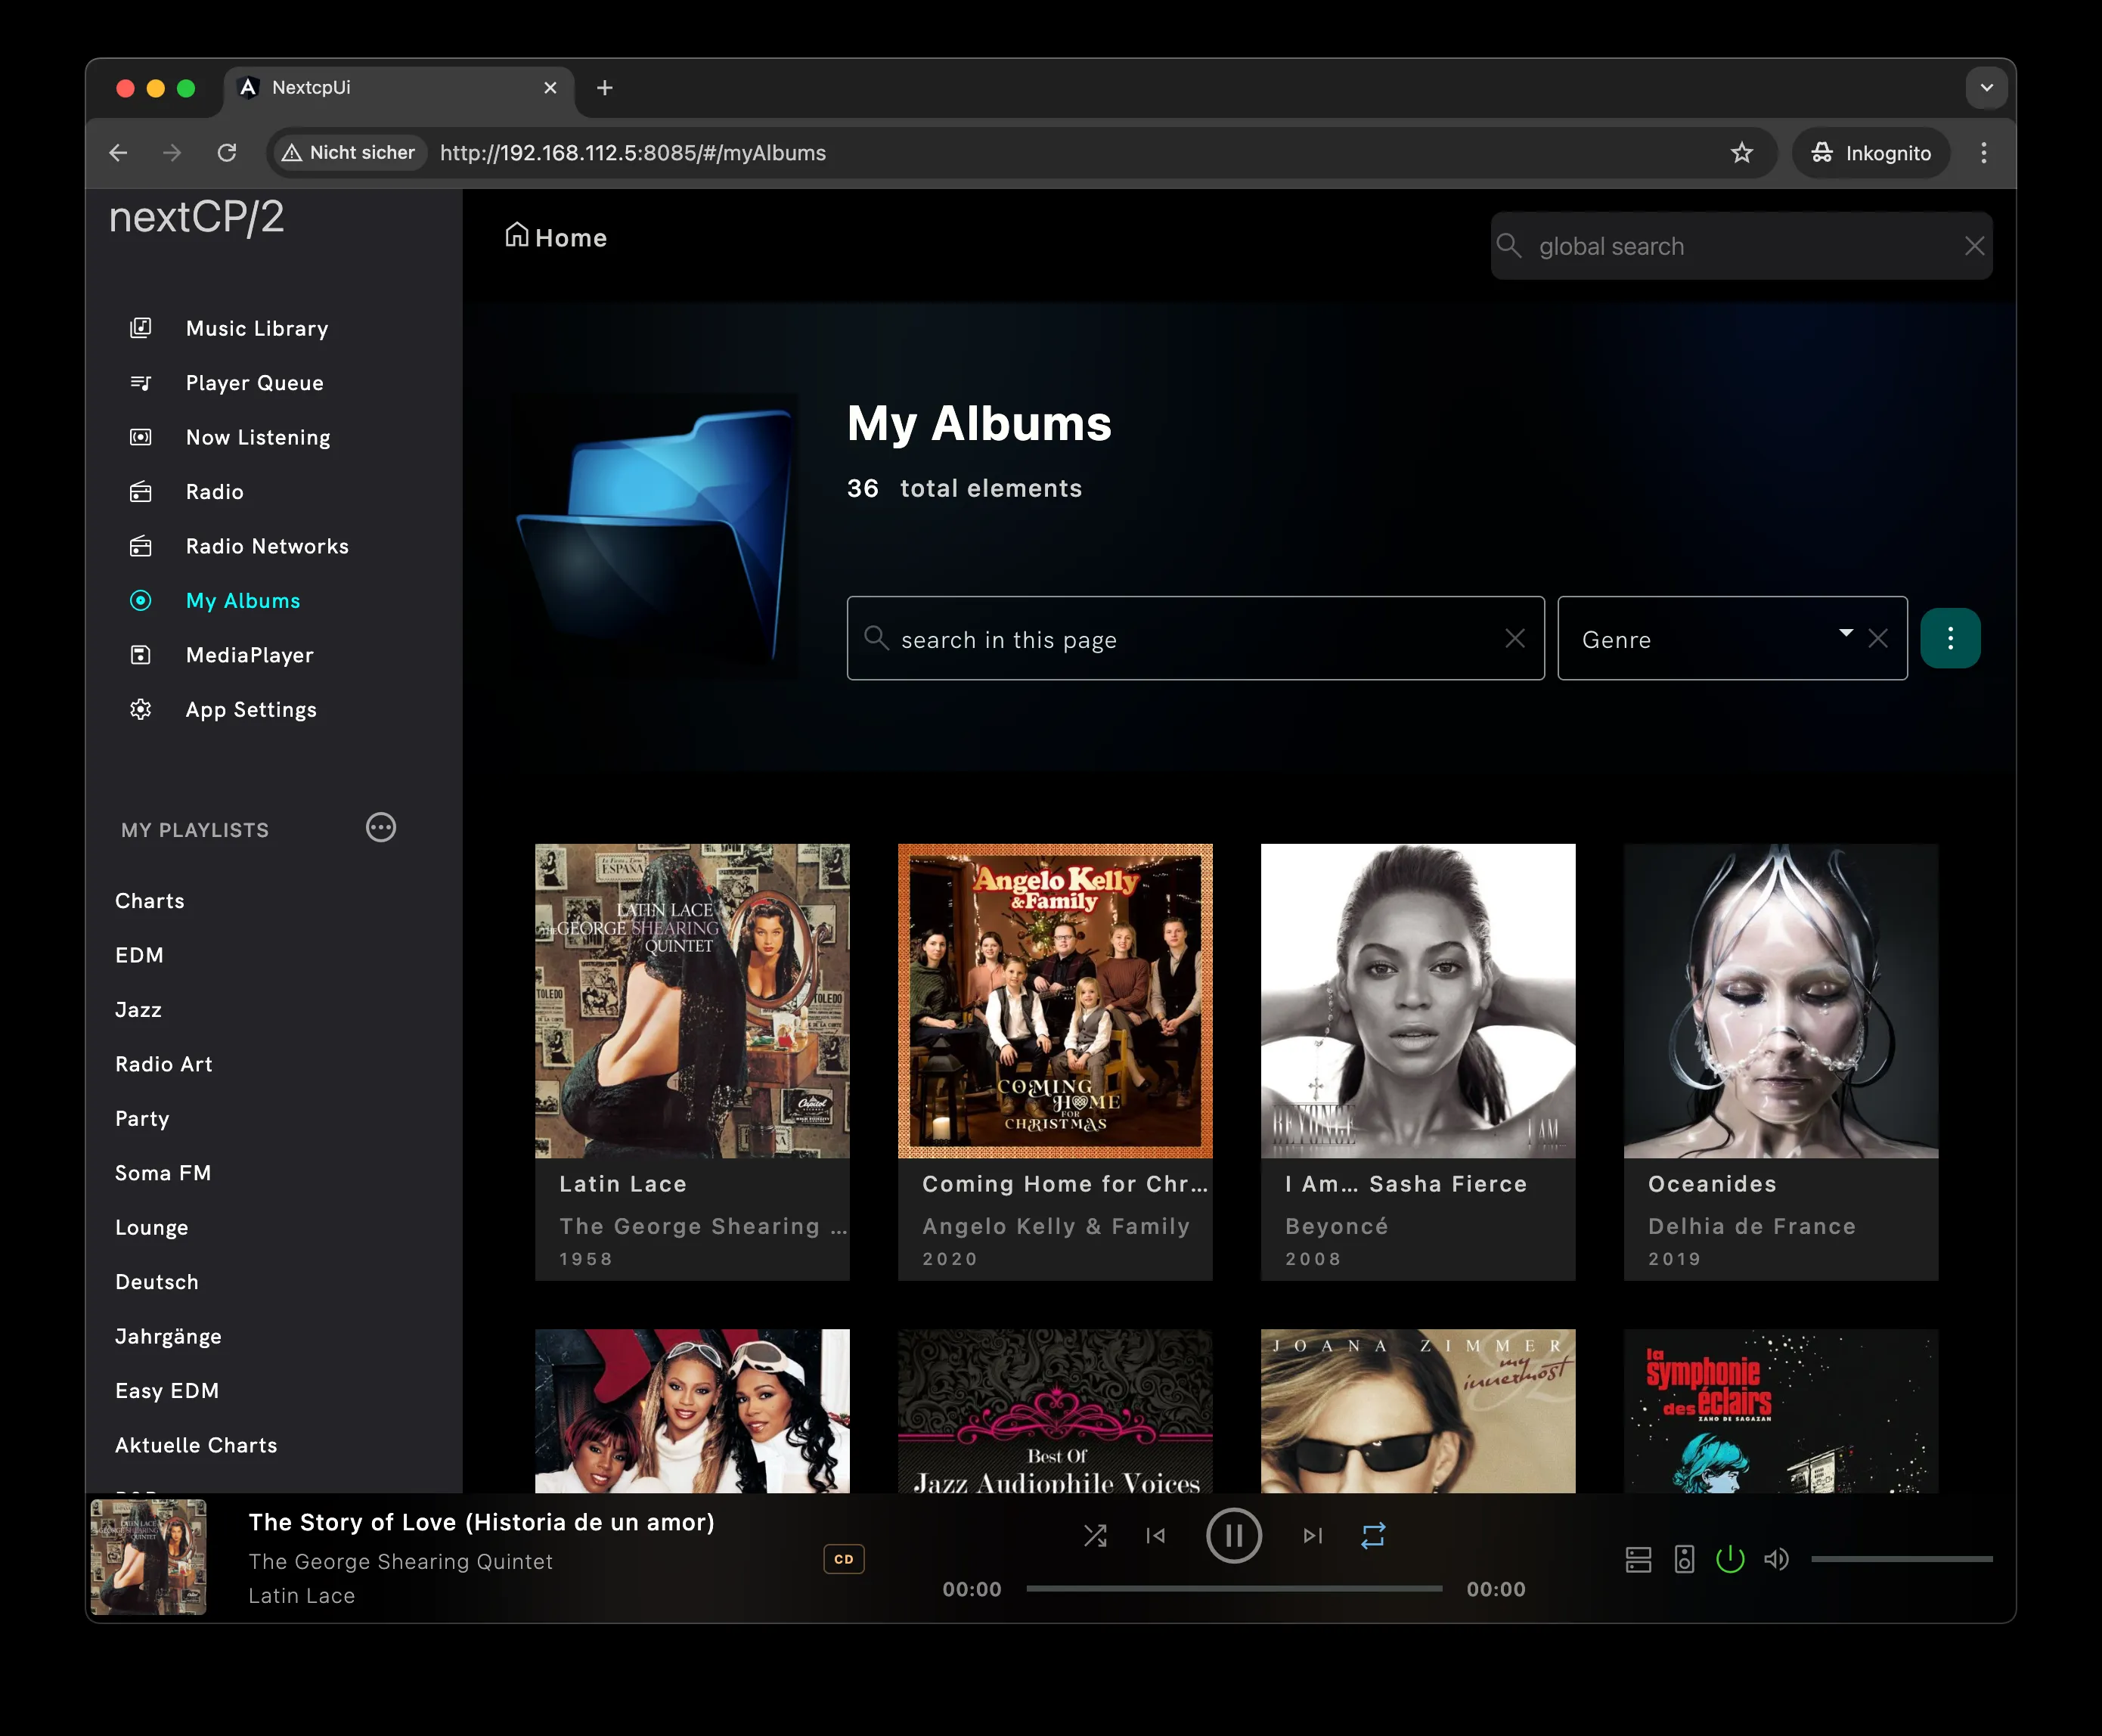 NextcpUi
Nicht sicher
http://192.168.112.5:8085/#/myAlbums
Inkognito
nextCP/2
Home
global search
Music Library
Player Queue
Now Listening
Radio
Radio Networks
My Albums
MediaPlayer
App Settings
MY PLAYLISTS
Charts
EDM
Jazz
Radio Art
Party
Soma FM
Lounge
Deutsch
Jahrgänge
Easy EDM
Aktuelle Charts
My Albums
36 total elements
search in this page
Genre
ESPAÑA
LATIN LACE
THE GEORGE SHEARING
QUINTET
TOLEDO
TOLEDO
Capitol
Latin Lace
The George Shearing ...
1958
Angelo Kelly
& Family
COMING
HOME
FOR
CHRISTMAS
Coming Home for Chr...
Angelo Kelly & Family
2020
BEYONCE
I AM
I Am... Sasha Fierce
Beyoncé
2008
Oceanides
Delhia de France
2019
Best Of
Jazz Audiophile Voices
JOANA ZIMMER
my
innermost
la
symphonie
des éclairs
ZAHO DE SAGAZAN
The Story of Love (Historia de un amor)
The George Shearing Quintet
Latin Lace
CD
00:00
00:00